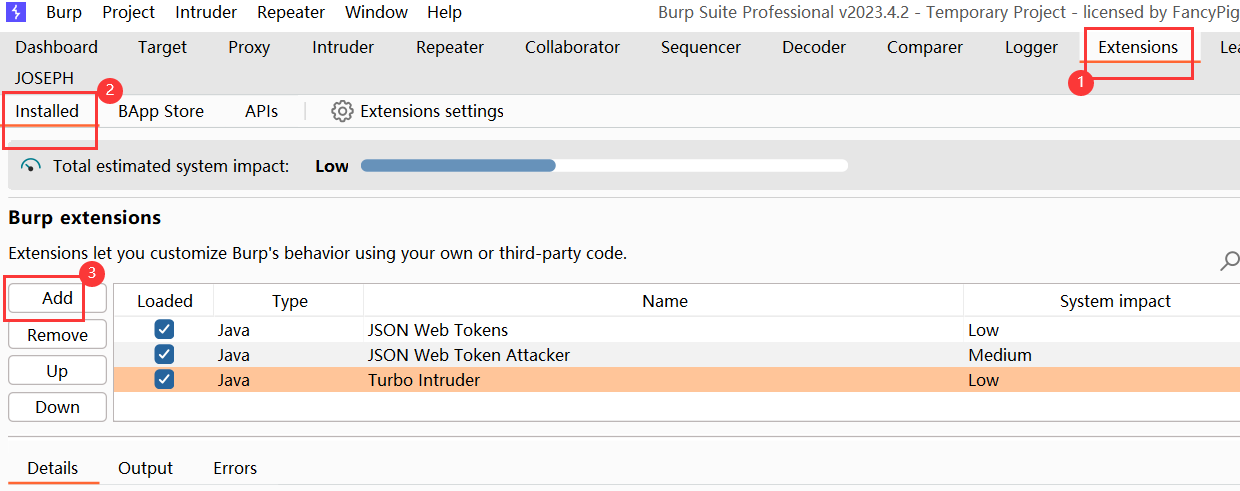 Burp Project Intruder Repeater Window Help Burp Suite Professional v2023.4.2 - Temporary Project - licensed by FancyPig
Dashboard Target Proxy Intruder Repeater Collaborator Sequencer Decoder Comparer Logger Extensions Lea
JOSEPH
2
1
Installed BApp Store APIs Extensions settings
Total estimated system impact: Low
Burp extensions
Extensions let you customize Burp's behavior using your own or third-party code.
3
Add Loaded Type Name System impact
Remove Java JSON Web Tokens Low
Java JSON Web Token Attacker Medium
Up Java Turbo Intruder Low
Down
Details Output Errors